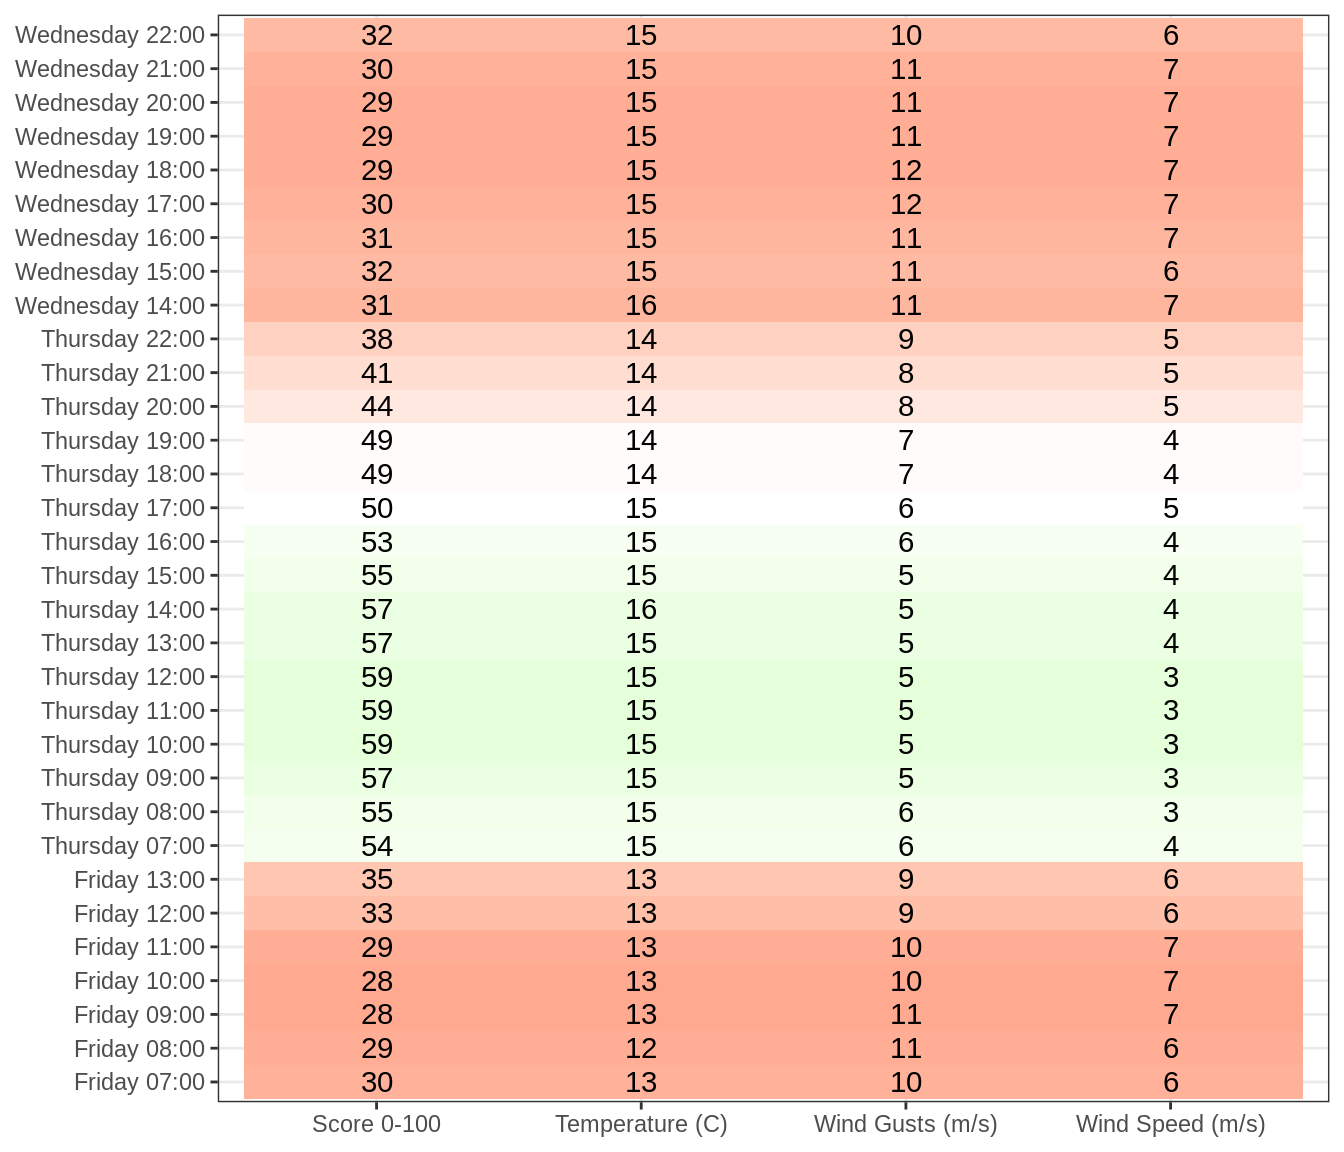 Wednesday 22:00 32 15 10 6
Wednesday 21:00 30 15 11 7
Wednesday 20:00 29 15 11 7
Wednesday 19:00 29 15 11 7
Wednesday 18:00 29 15 12 7
Wednesday 17:00 30 15 12 7
Wednesday 16:00 31 15 11 7
Wednesday 15:00 32 15 11 6
Wednesday 14:00 31 16 11 7
Thursday 22:00 38 14 9 5
Thursday 21:00 41 14 8 5
Thursday 20:00 44 14 8 5
Thursday 19:00 49 14 7 4
Thursday 18:00 49 14 7 4
Thursday 17:00 50 15 6 5
Thursday 16:00 53 15 6 4
Thursday 15:00 55 15 5 4
Thursday 14:00 57 16 5 4
Thursday 13:00 57 15 5 4
Thursday 12:00 59 15 5 3
Thursday 11:00 59 15 5 3
Thursday 10:00 59 15 5 3
Thursday 09:00 57 15 5 3
Thursday 08:00 55 15 6 3
Thursday 07:00 54 15 6 4
Friday 13:00 35 13 9 6
Friday 12:00 33 13 9 6
Friday 11:00 29 13 10 7
Friday 10:00 28 13 10 7
Friday 09:00 28 13 11 7
Friday 08:00 29 12 11 6
Friday 07:00 30 13 10 6
Score 0-100 Temperature (C) Wind Gusts (m/s) Wind Speed (m/s)